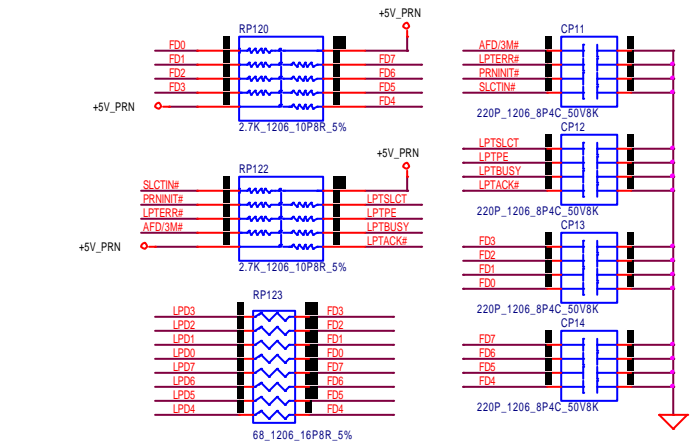 +5V_PRN
RP120
FD0
FD1
FD2
FD3
FD7
FD6
FD5
FD4
+5V_PRN
2.7K_1206_10P8R_5%
+5V_PRN
RP122
SLCTIN#
PRNINIT#
LPTERR#
AFD/3M#
LPTSLCT
LPTPE
LPTBUSY
LPTACK#
+5V_PRN
2.7K_1206_10P8R_5%
RP123
LPD3
LPD2
LPD1
LPD0
LPD7
LPD6
LPD5
LPD4
FD3
FD2
FD1
FD0
FD7
FD6
FD5
FD4
68_1206_16P8R_5%
CP11
AFD/3M#
LPTERR#
PRNINIT#
SLCTIN#
220P_1206_8P4C_50V8K
CP12
LPTSLCT
LPTPE
LPTBUSY
LPTACK#
220P_1206_8P4C_50V8K
CP13
FD3
FD2
FD1
FD0
220P_1206_8P4C_50V8K
CP14
FD7
FD6
FD5
FD4
220P_1206_8P4C_50V8K